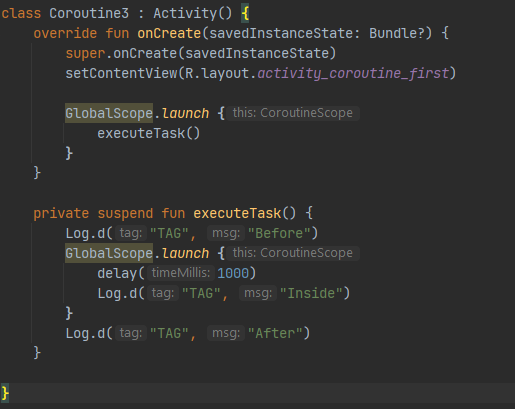 class Coroutine3 : Activity() {
    override fun onCreate(savedInstanceState: Bundle?) {
        super.onCreate(savedInstanceState)
        setContentView(R.layout.activity_coroutine_first)

        GlobalScope.launch { this: CoroutineScope
            executeTask()
        }
    }

    private suspend fun executeTask() {
        Log.d( tag: "TAG", msg: "Before")
        GlobalScope.launch { this: CoroutineScope
            delay( timeMillis: 1000)
            Log.d( tag: "TAG", msg: "Inside")
        }
        Log.d( tag: "TAG", msg: "After")
    }

}